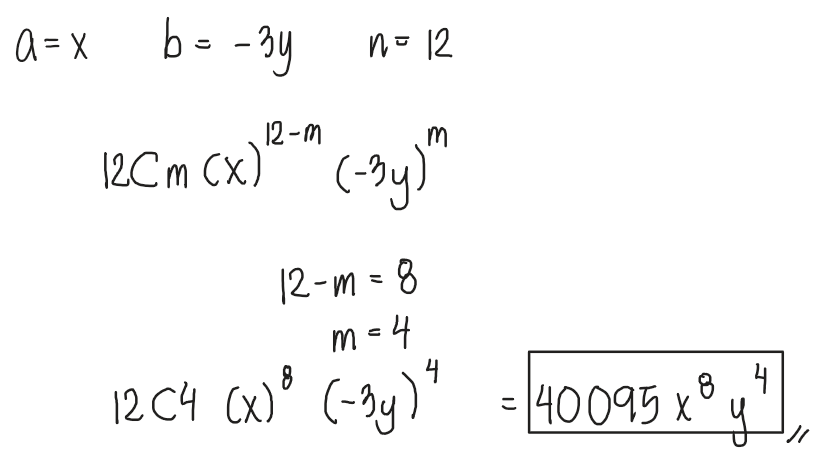 a = x b = -3y n = 12
12Cm (x)^{12-m} (-3y)^{m}
12-m = 8
m = 4
12C4 (x)^{8} (-3y)^{4} = 40095 x^{8} y^{4} //